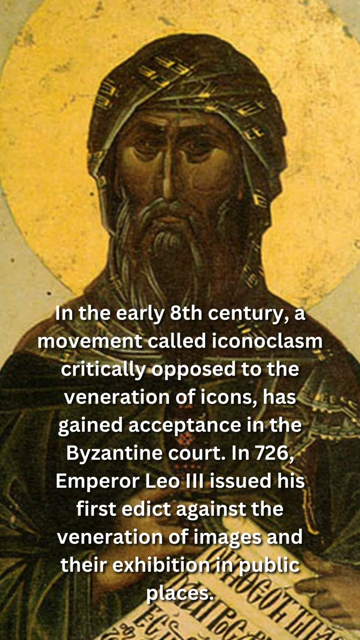 In the early 8th century, a
movement called iconoclasm
critically opposed to the
veneration of icons, has
gained acceptance in the
Byzantine court. In 726,
Emperor Leo III issued his
first edict against the
veneration of images and
their exhibition in public
places.